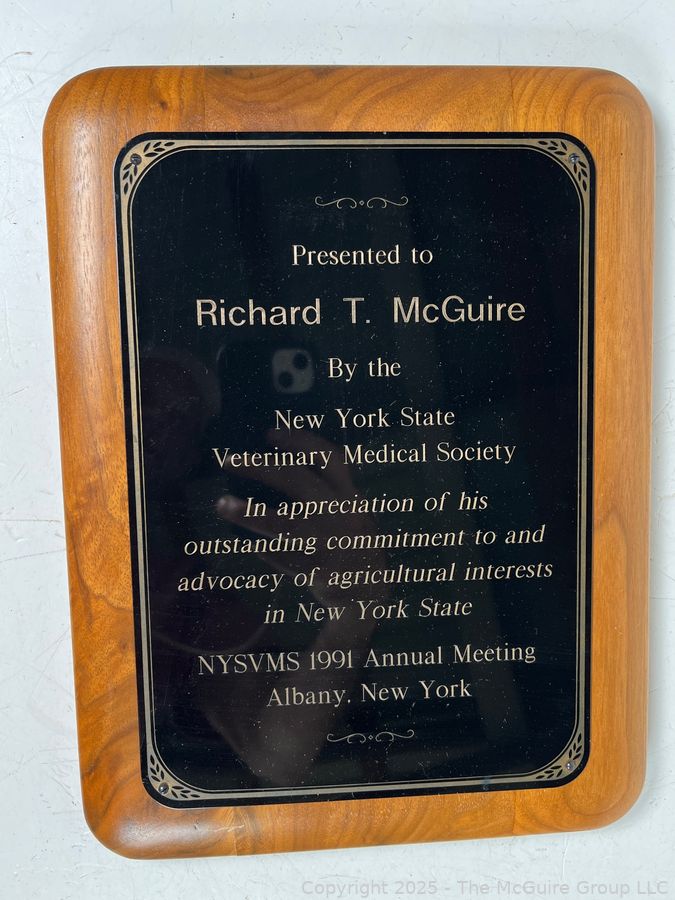 Presented to
Richard T. McGuire
By the
New York State
Veterinary Medical Society
In appreciation of his
outstanding commitment to and
advocacy of agricultural interests
in New York State
NYSVMS 1991 Annual Meeting
Albany, New York
Copyright 2025 - The McGuire Group LLC